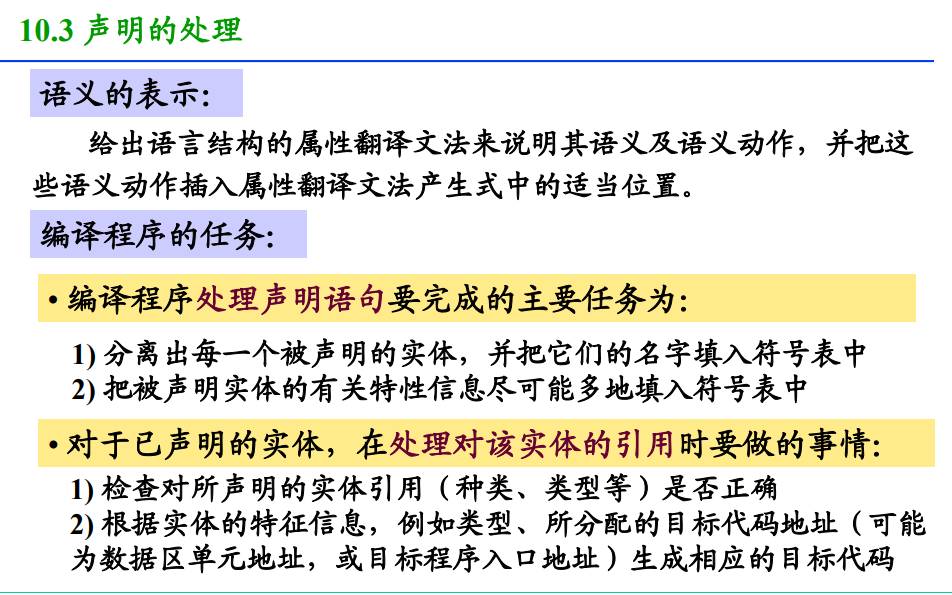 10.3 声明的处理
语义的表示：
给出语言结构的属性翻译文法来说明其语义及语义动作，并把这
些语义动作插入属性翻译文法产生式中的适当位置。
编译程序的任务：
• 编译程序处理声明语句要完成的主要任务为：
1) 分离出每一个被声明的实体，并把它们的名字填入符号表中
2) 把被声明实体的有关特性信息尽可能多地填入符号表中
• 对于已声明的实体，在处理对该实体的引用时要做的事情：
1) 检查对所声明的实体引用（种类、类型等）是否正确
2) 根据实体的特征信息，例如类型、所分配的目标代码地址（可能
为数据区单元地址，或目标程序入口地址）生成相应的目标代码